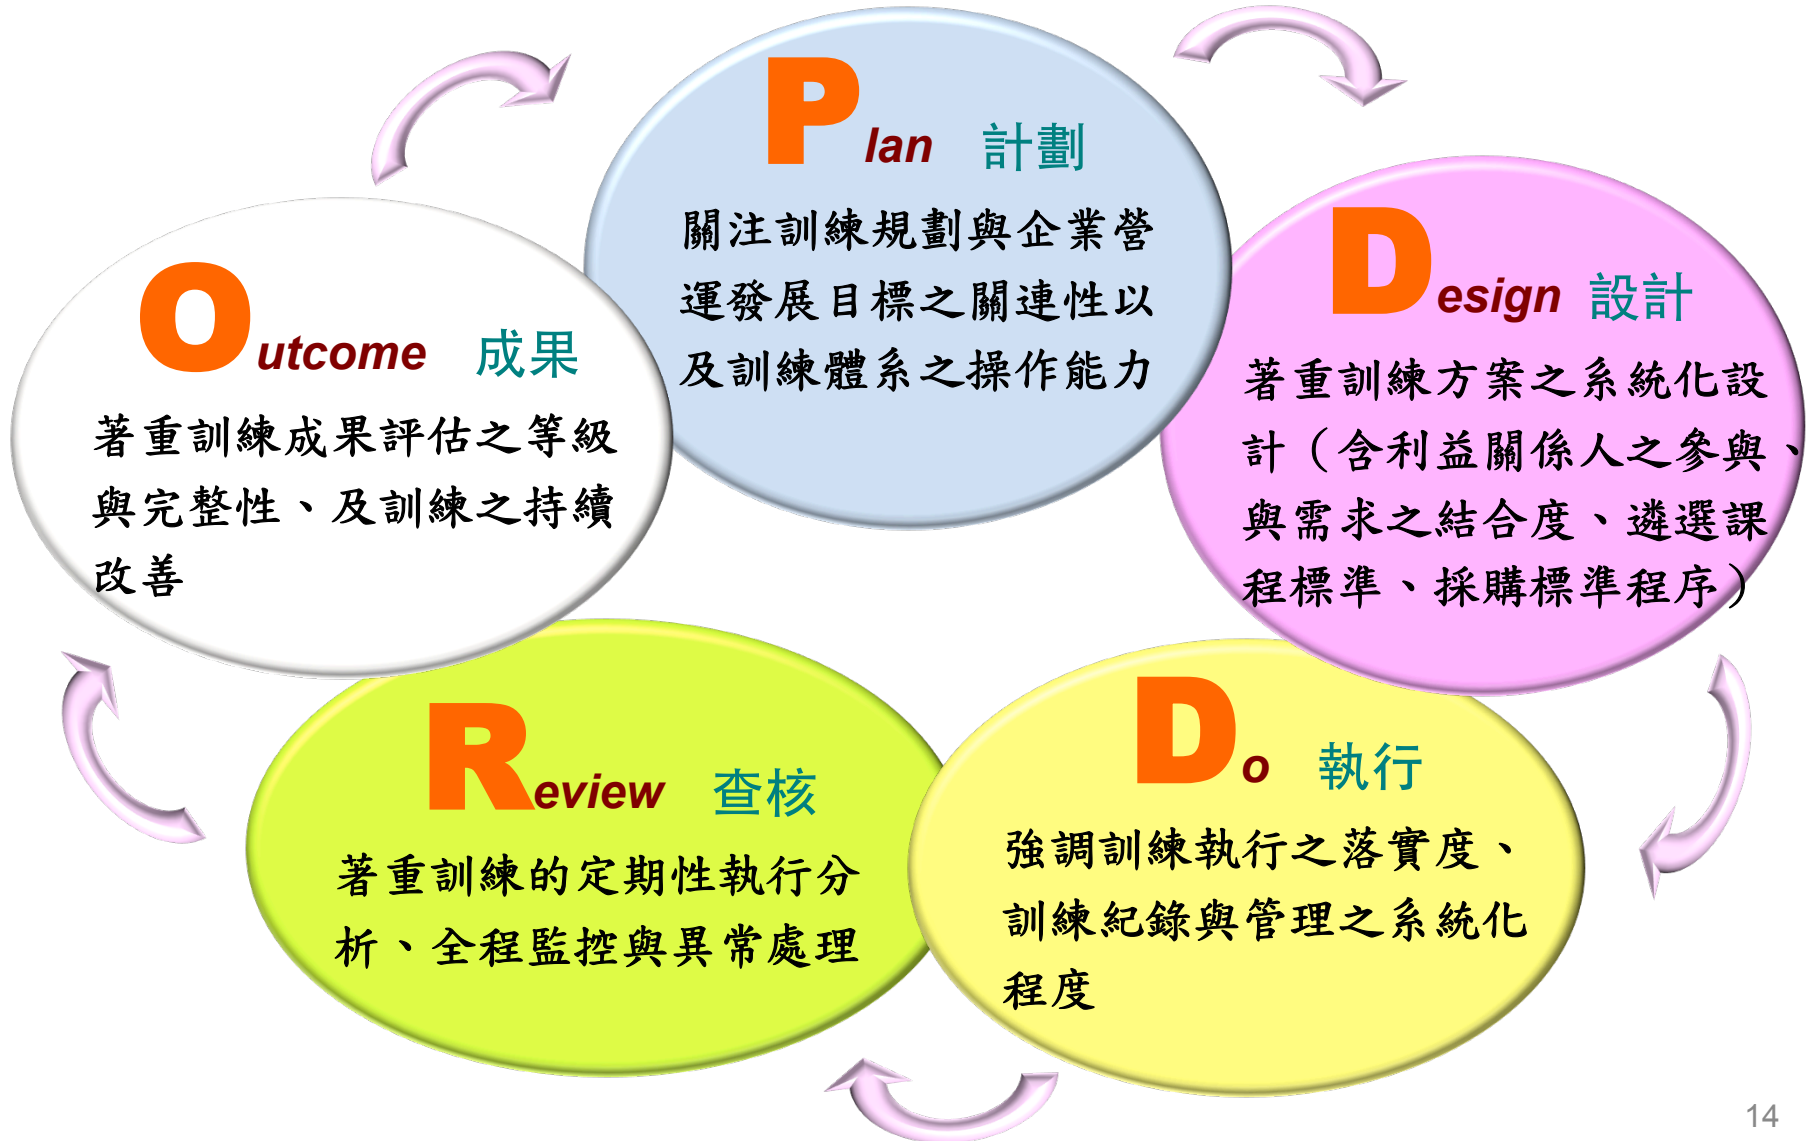 Plan 計劃
關注訓練規劃與企業營
運發展目標之關連性以
及訓練體系之操作能力
Design 設計
著重訓練方案之系統化設
計（含利益關係人之參與、
與需求之結合度、遴選課
程標準、採購標準程序）
Do 執行
強調訓練執行之落實度、
訓練紀錄與管理之系統化
程度
Review 查核
著重訓練的定期性執行分
析、全程監控與異常處理
Outcome 成果
著重訓練成果評估之等級
與完整性、及訓練之持續
改善
14